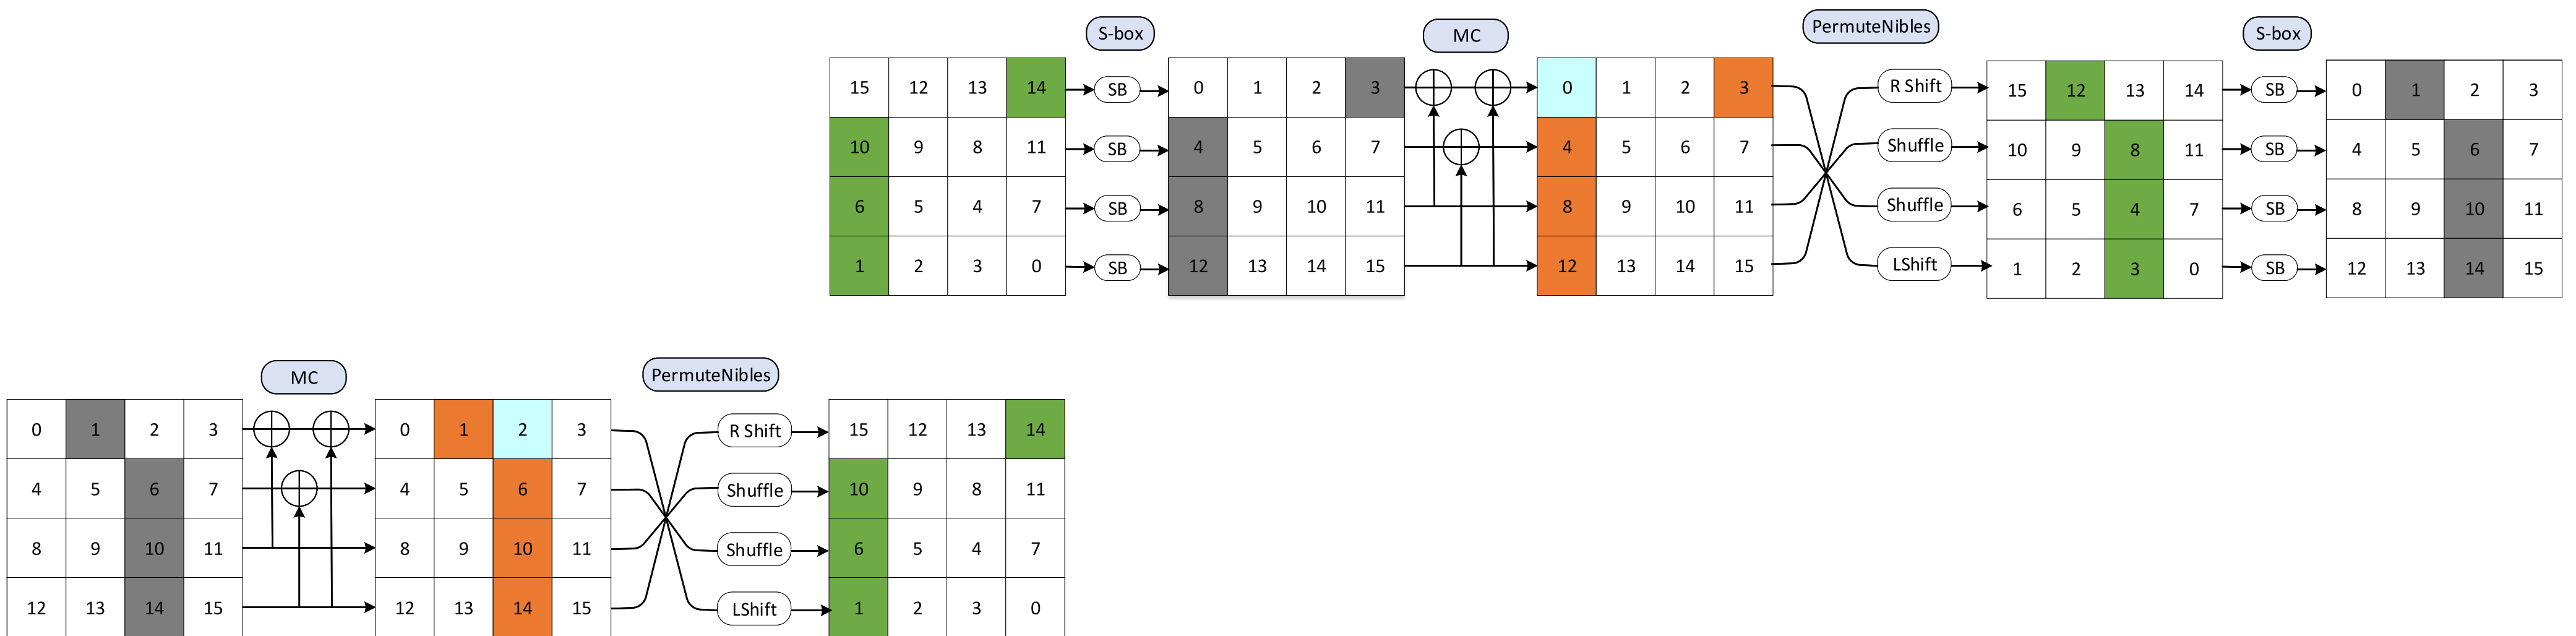 S-box MC PermuteNibles S-box
15 12 13 14 SB 0 1 2 3 0 1 2 3 R Shift 15 12 13 14 SB 0 1 2 3
10 9 8 11 SB 4 5 6 7 4 5 6 7 Shuffle 10 9 8 11 SB 4 5 6 7
6 5 4 7 SB 8 9 10 11 8 9 10 11 Shuffle 6 5 4 7 SB 8 9 10 11
1 2 3 0 SB 12 13 14 15 12 13 14 15 LShift 1 2 3 0 SB 12 13 14 15
MC PermuteNibles
0 1 2 3 0 1 2 3 R Shift 15 12 13 14
4 5 6 7 4 5 6 7 Shuffle 10 9 8 11
8 9 10 11 8 9 10 11 Shuffle 6 5 4 7
12 13 14 15 12 13 14 15 LShift 1 2 3 0